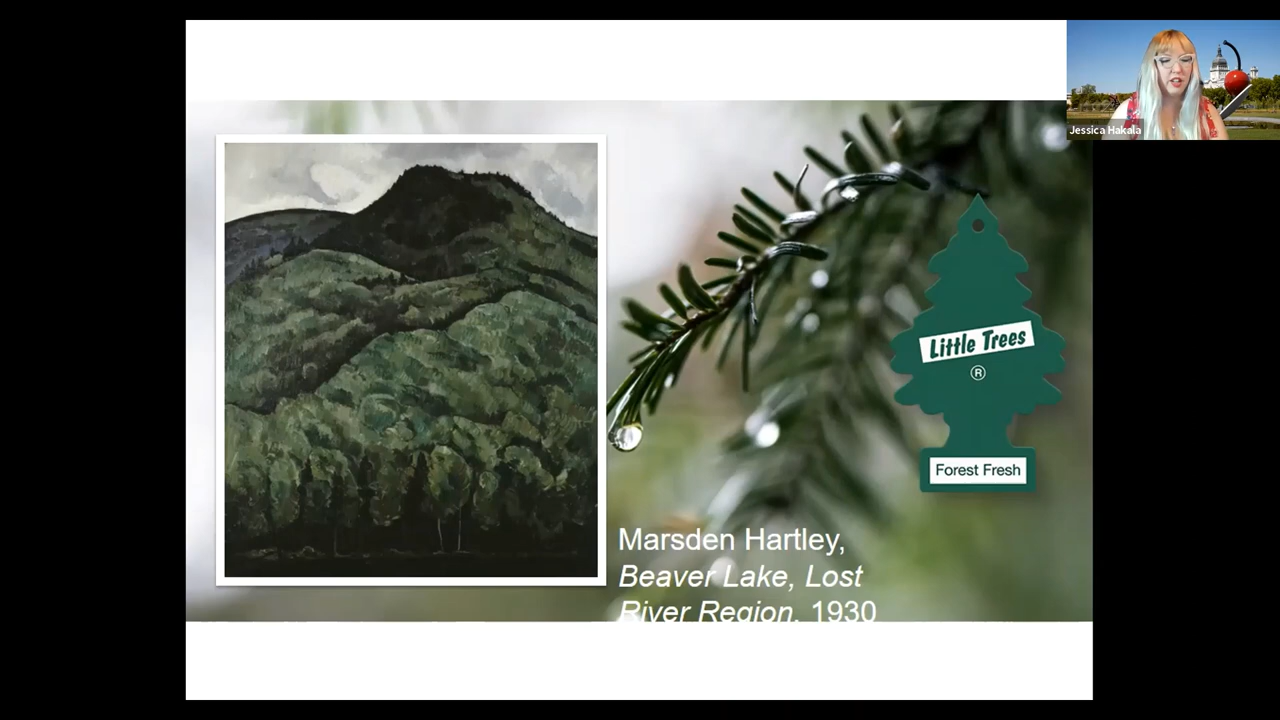 Jessica Hakala
Little Trees
®
Forest Fresh
Marsden Hartley,
Beaver Lake, Lost
River Region, 1930